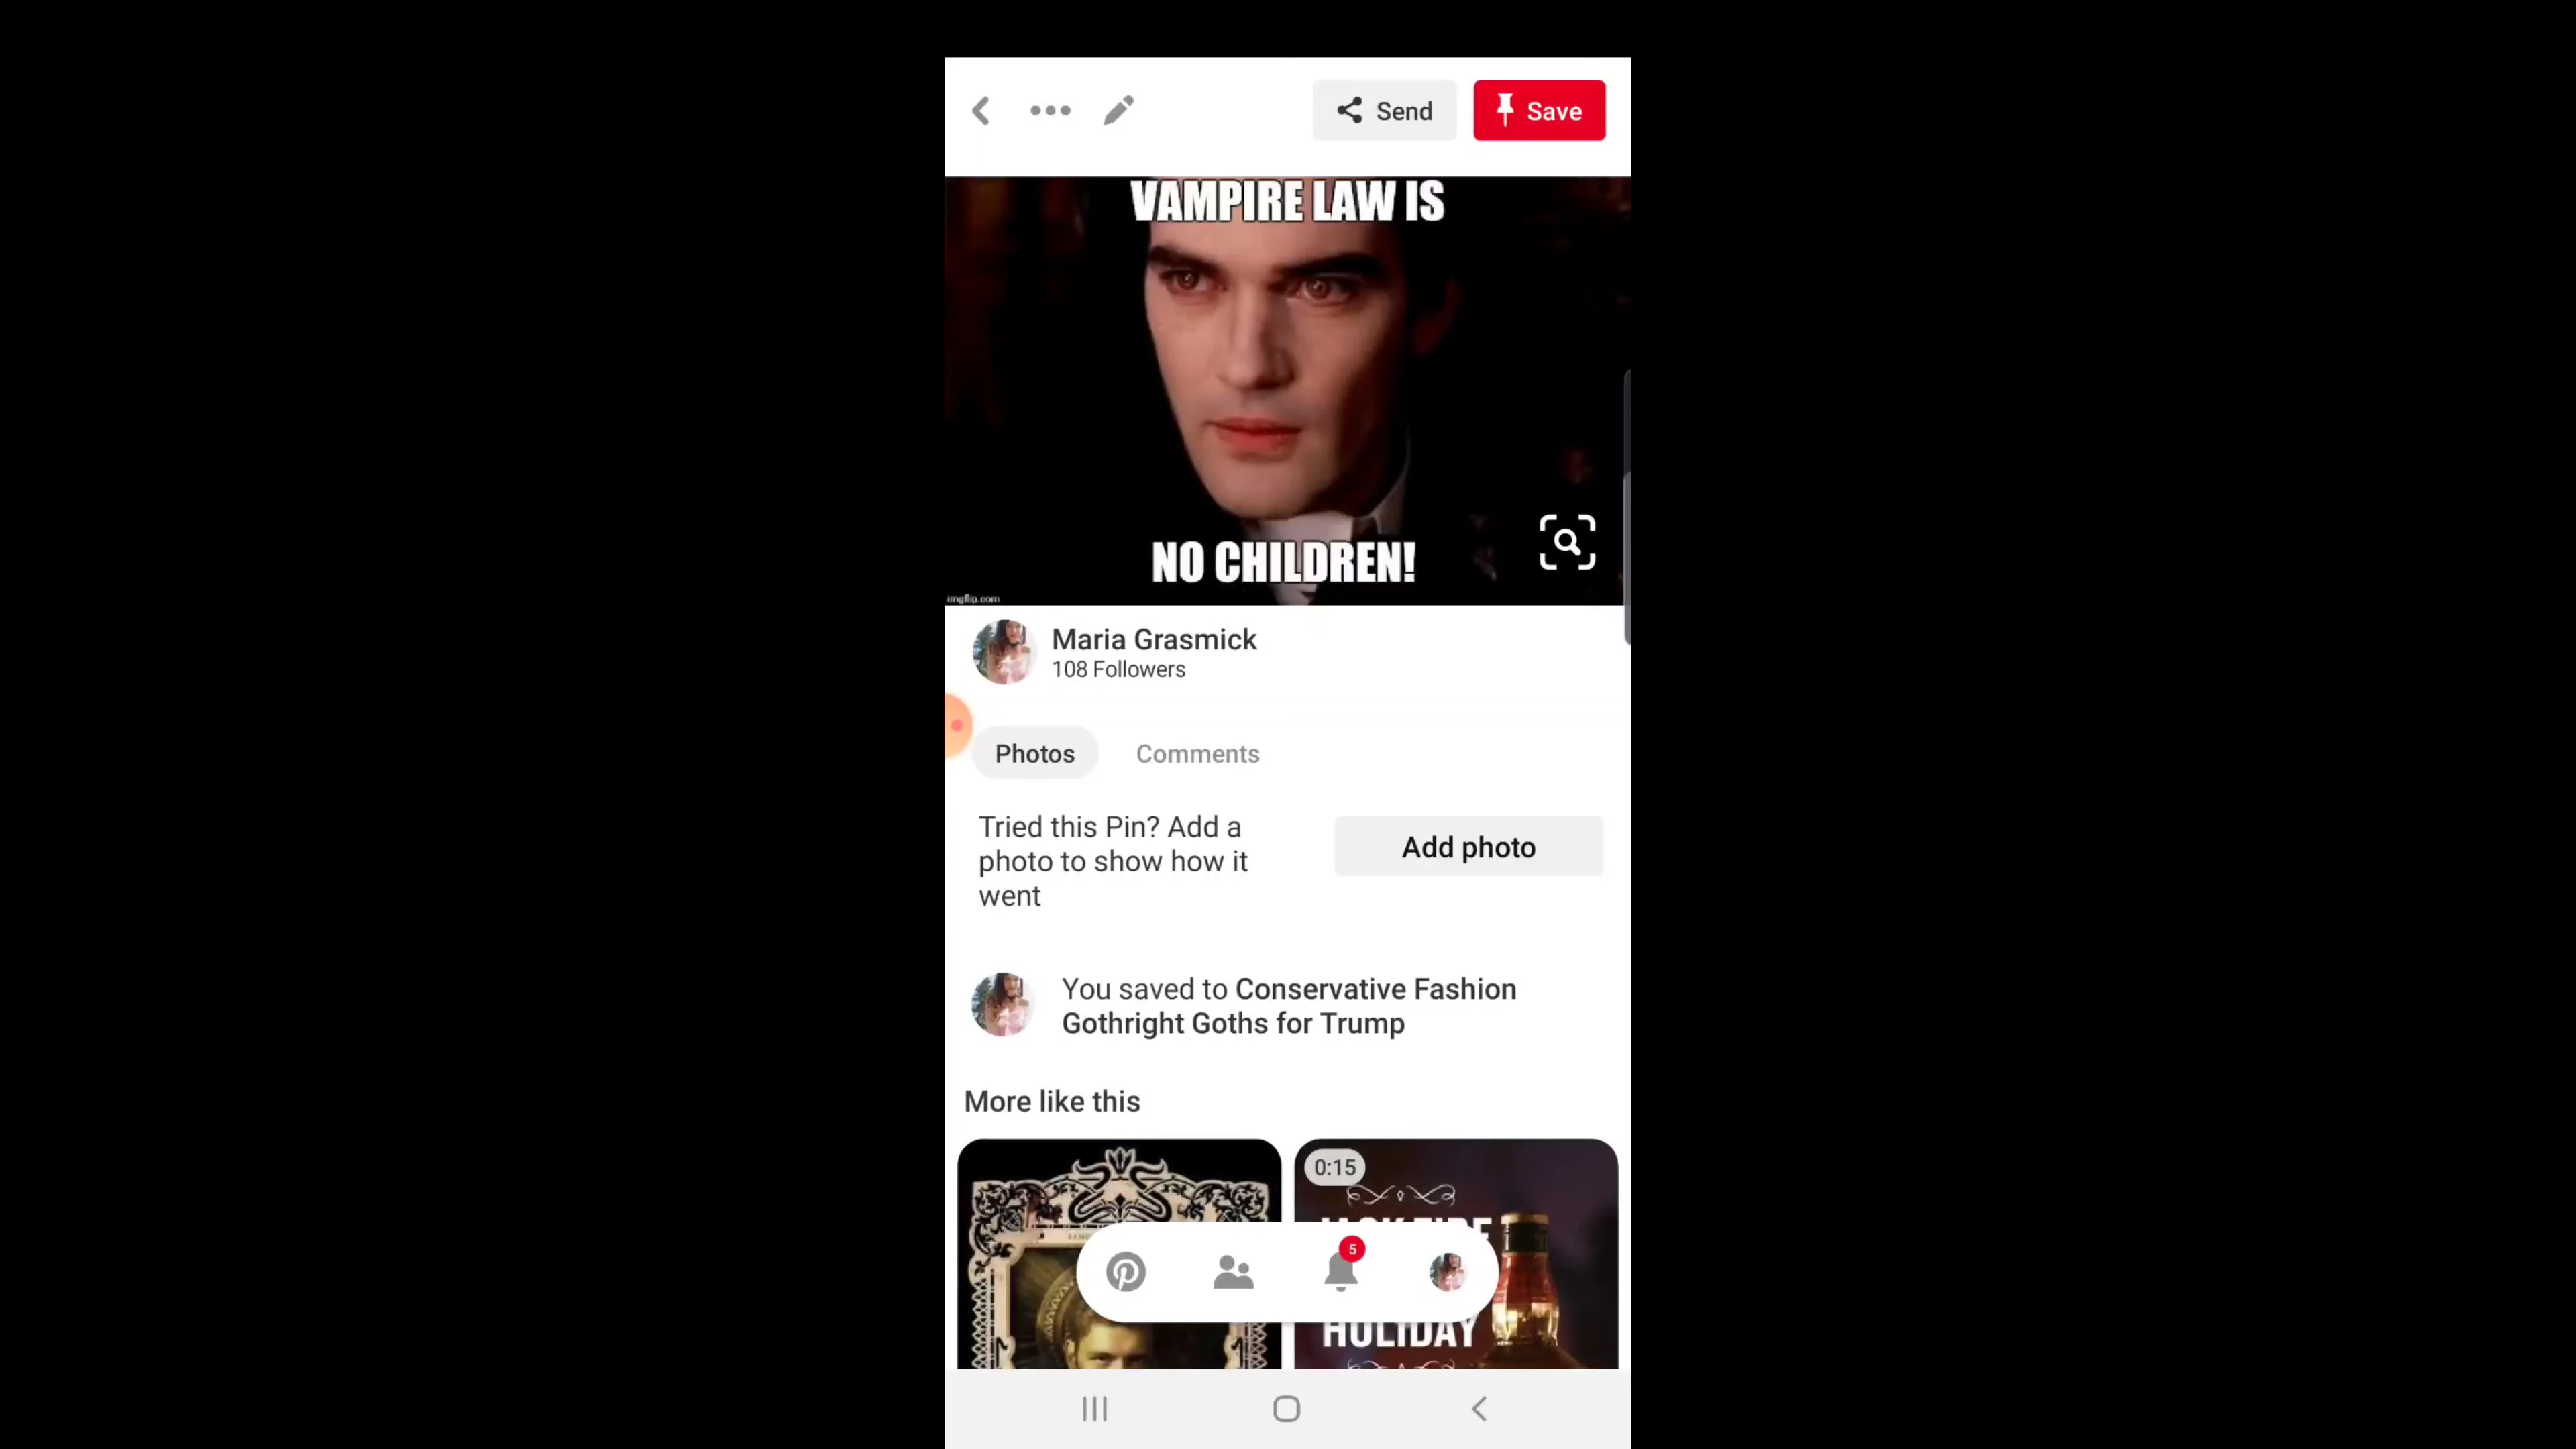 Send
Save
VAMPIRE LAW IS
NO CHILDREN!
imgflip.com
Maria Grasmick
108 Followers
Photos
Comments
Tried this Pin? Add a
photo to show how it
went
Add photo
You saved to Conservative Fashion
Gothright Goths for Trump
More like this
0:15
5
HOLIDAY